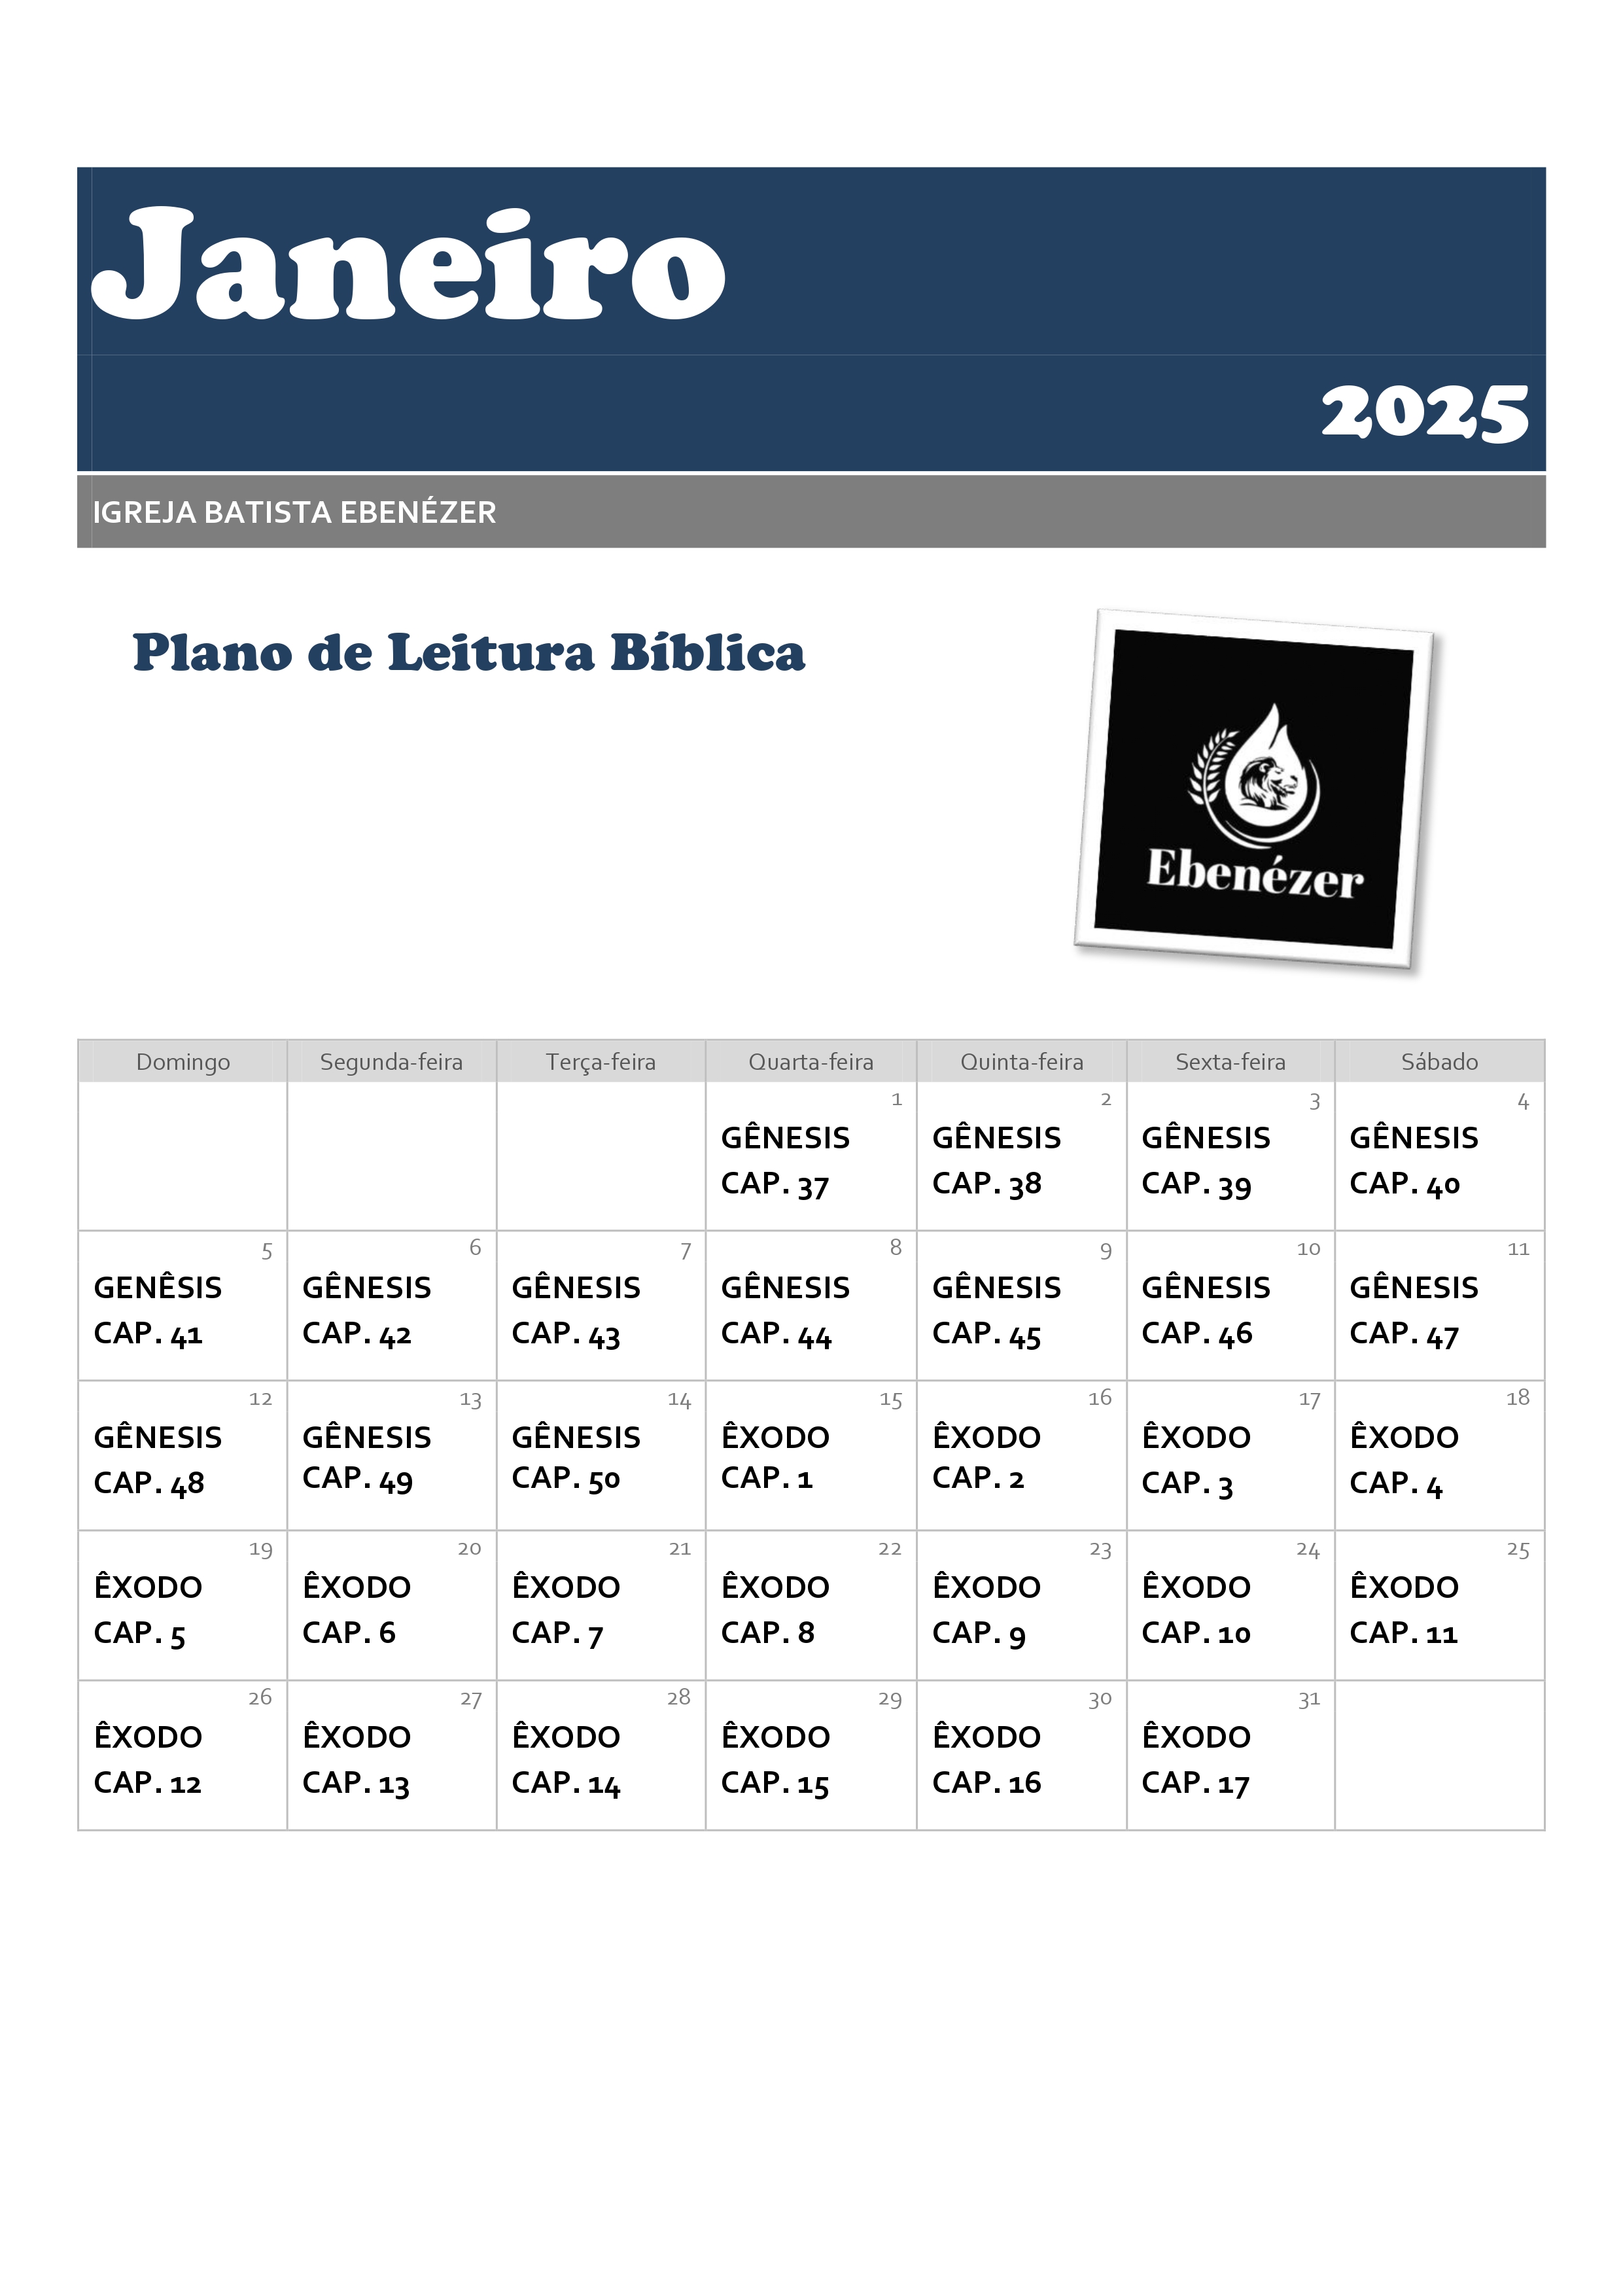 Janeiro
2025
IGREJA BATISTA EBENÉZER
Plano de Leitura Bíblica
Ebenézer
Domingo Segunda-feira Terça-feira Quarta-feira Quinta-feira Sexta-feira Sábado
1 2 3 4
GÊNESIS GÊNESIS GÊNESIS GÊNESIS
CAP. 37 CAP. 38 CAP. 39 CAP. 40
5 6 7 8 9 10 11
GENÊSIS GÊNESIS GÊNESIS GÊNESIS GÊNESIS GÊNESIS GÊNESIS
CAP. 41 CAP. 42 CAP. 43 CAP. 44 CAP. 45 CAP. 46 CAP. 47
12 13 14 15 16 17 18
GÊNESIS GÊNESIS GÊNESIS ÊXODO ÊXODO ÊXODO ÊXODO
CAP. 48 CAP. 49 CAP. 50 CAP. 1 CAP. 2 CAP. 3 CAP. 4
19 20 21 22 23 24 25
ÊXODO ÊXODO ÊXODO ÊXODO ÊXODO ÊXODO ÊXODO
CAP. 5 CAP. 6 CAP. 7 CAP. 8 CAP. 9 CAP. 10 CAP. 11
26 27 28 29 30 31
ÊXODO ÊXODO ÊXODO ÊXODO ÊXODO ÊXODO
CAP. 12 CAP. 13 CAP. 14 CAP. 15 CAP. 16 CAP. 17